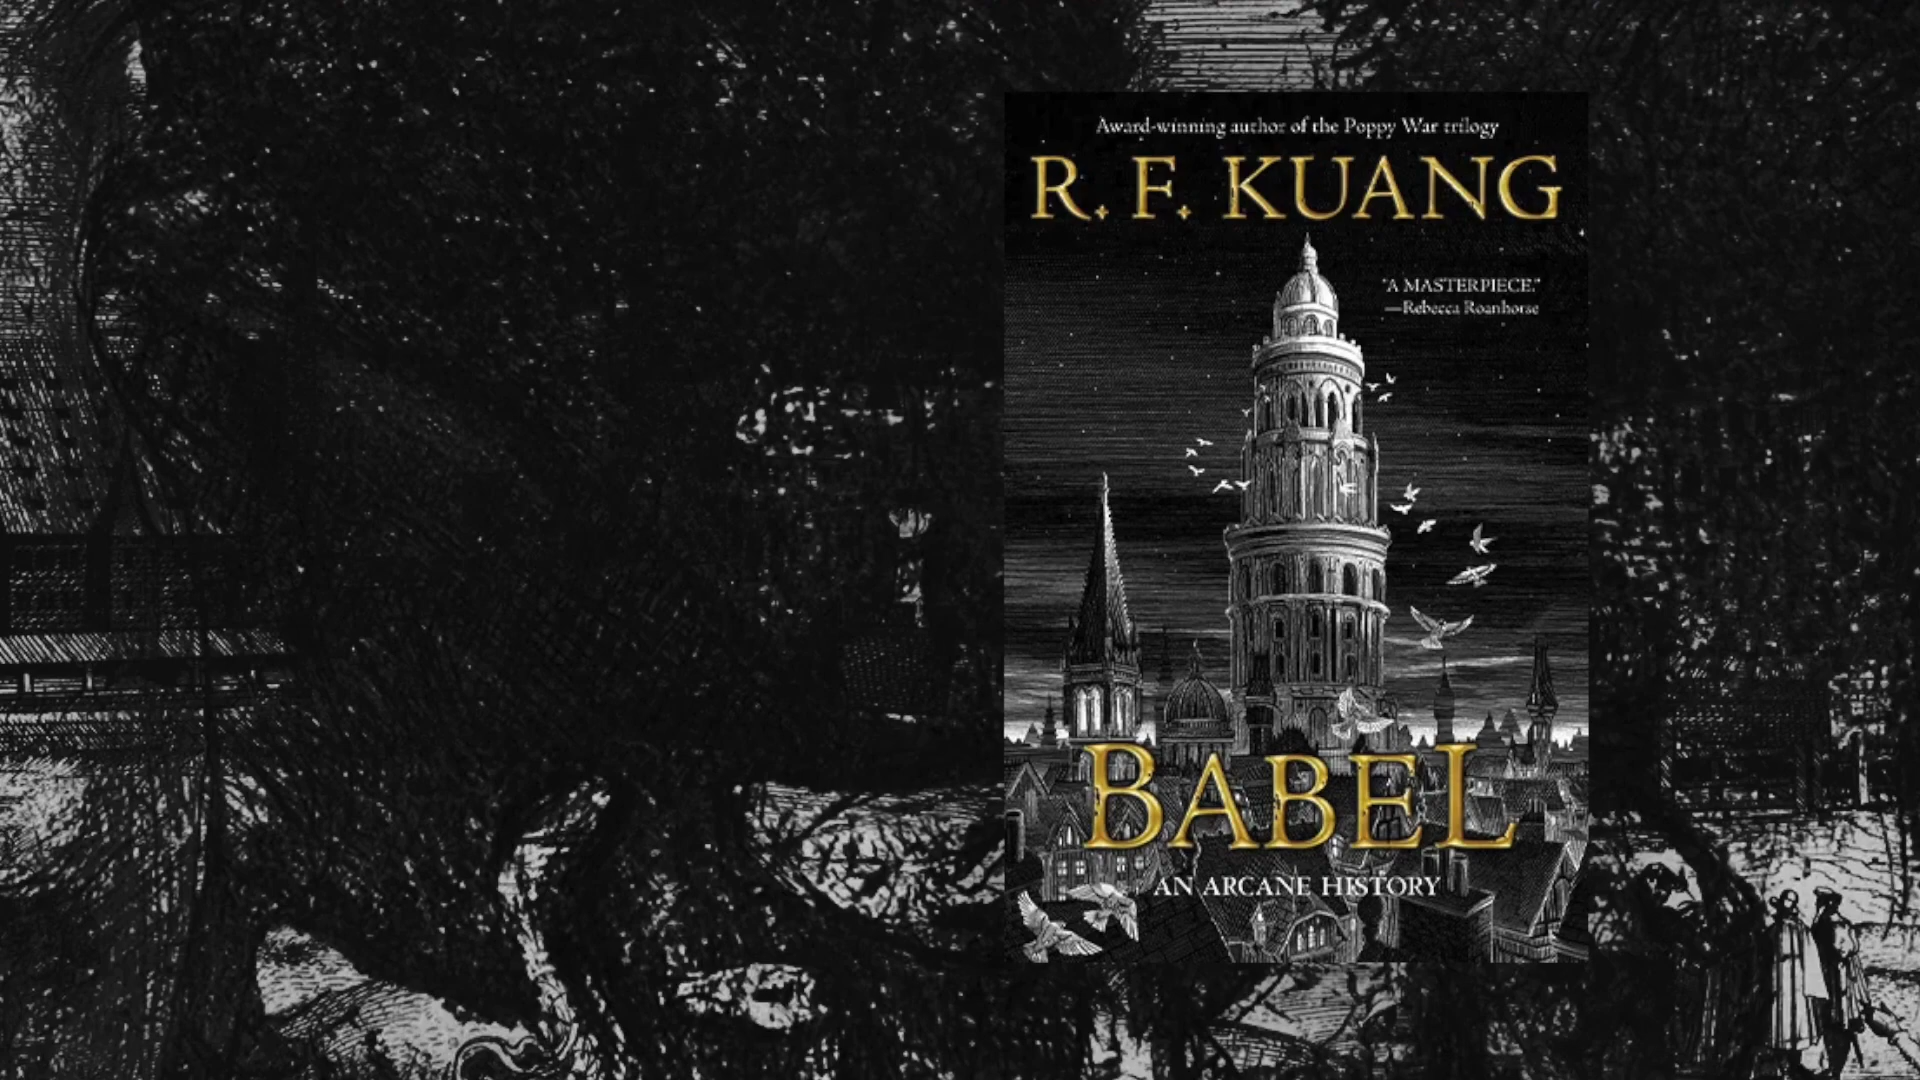 Award-winning author of the Poppy War trilogy
R. F. KUANG
"A MASTERPIECE."
—Rebecca Roanhorse
BABEL
AN ARCANE HISTORY